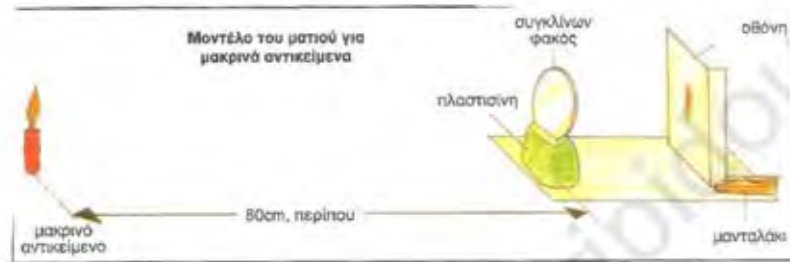 Μοντέλο του ματιού για
μακρινά αντικείμενα
συγκλίνων
φακός
οθόνη
πλαστισίνη
80cm, περίπου
μακρινό
αντικείμενο
μανταλάκι